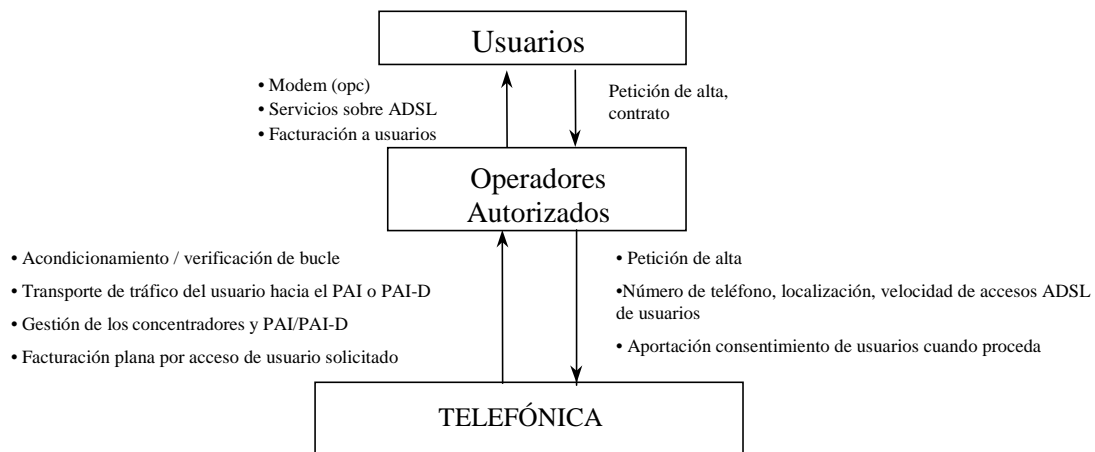 Usuarios
• Modem (opc)
• Servicios sobre ADSL
• Facturación a usuarios
Petición de alta,
contrato
Operadores
Autorizados
• Acondicionamiento / verificación de bucle
• Transporte de tráfico del usuario hacia el PAI o PAI-D
• Gestión de los concentradores y PAI/PAI-D
• Facturación plana por acceso de usuario solicitado
• Petición de alta
•Número de teléfono, localización, velocidad de accesos ADSL
de usuarios
• Aportación consentimiento de usuarios cuando proceda
TELEFÓNICA